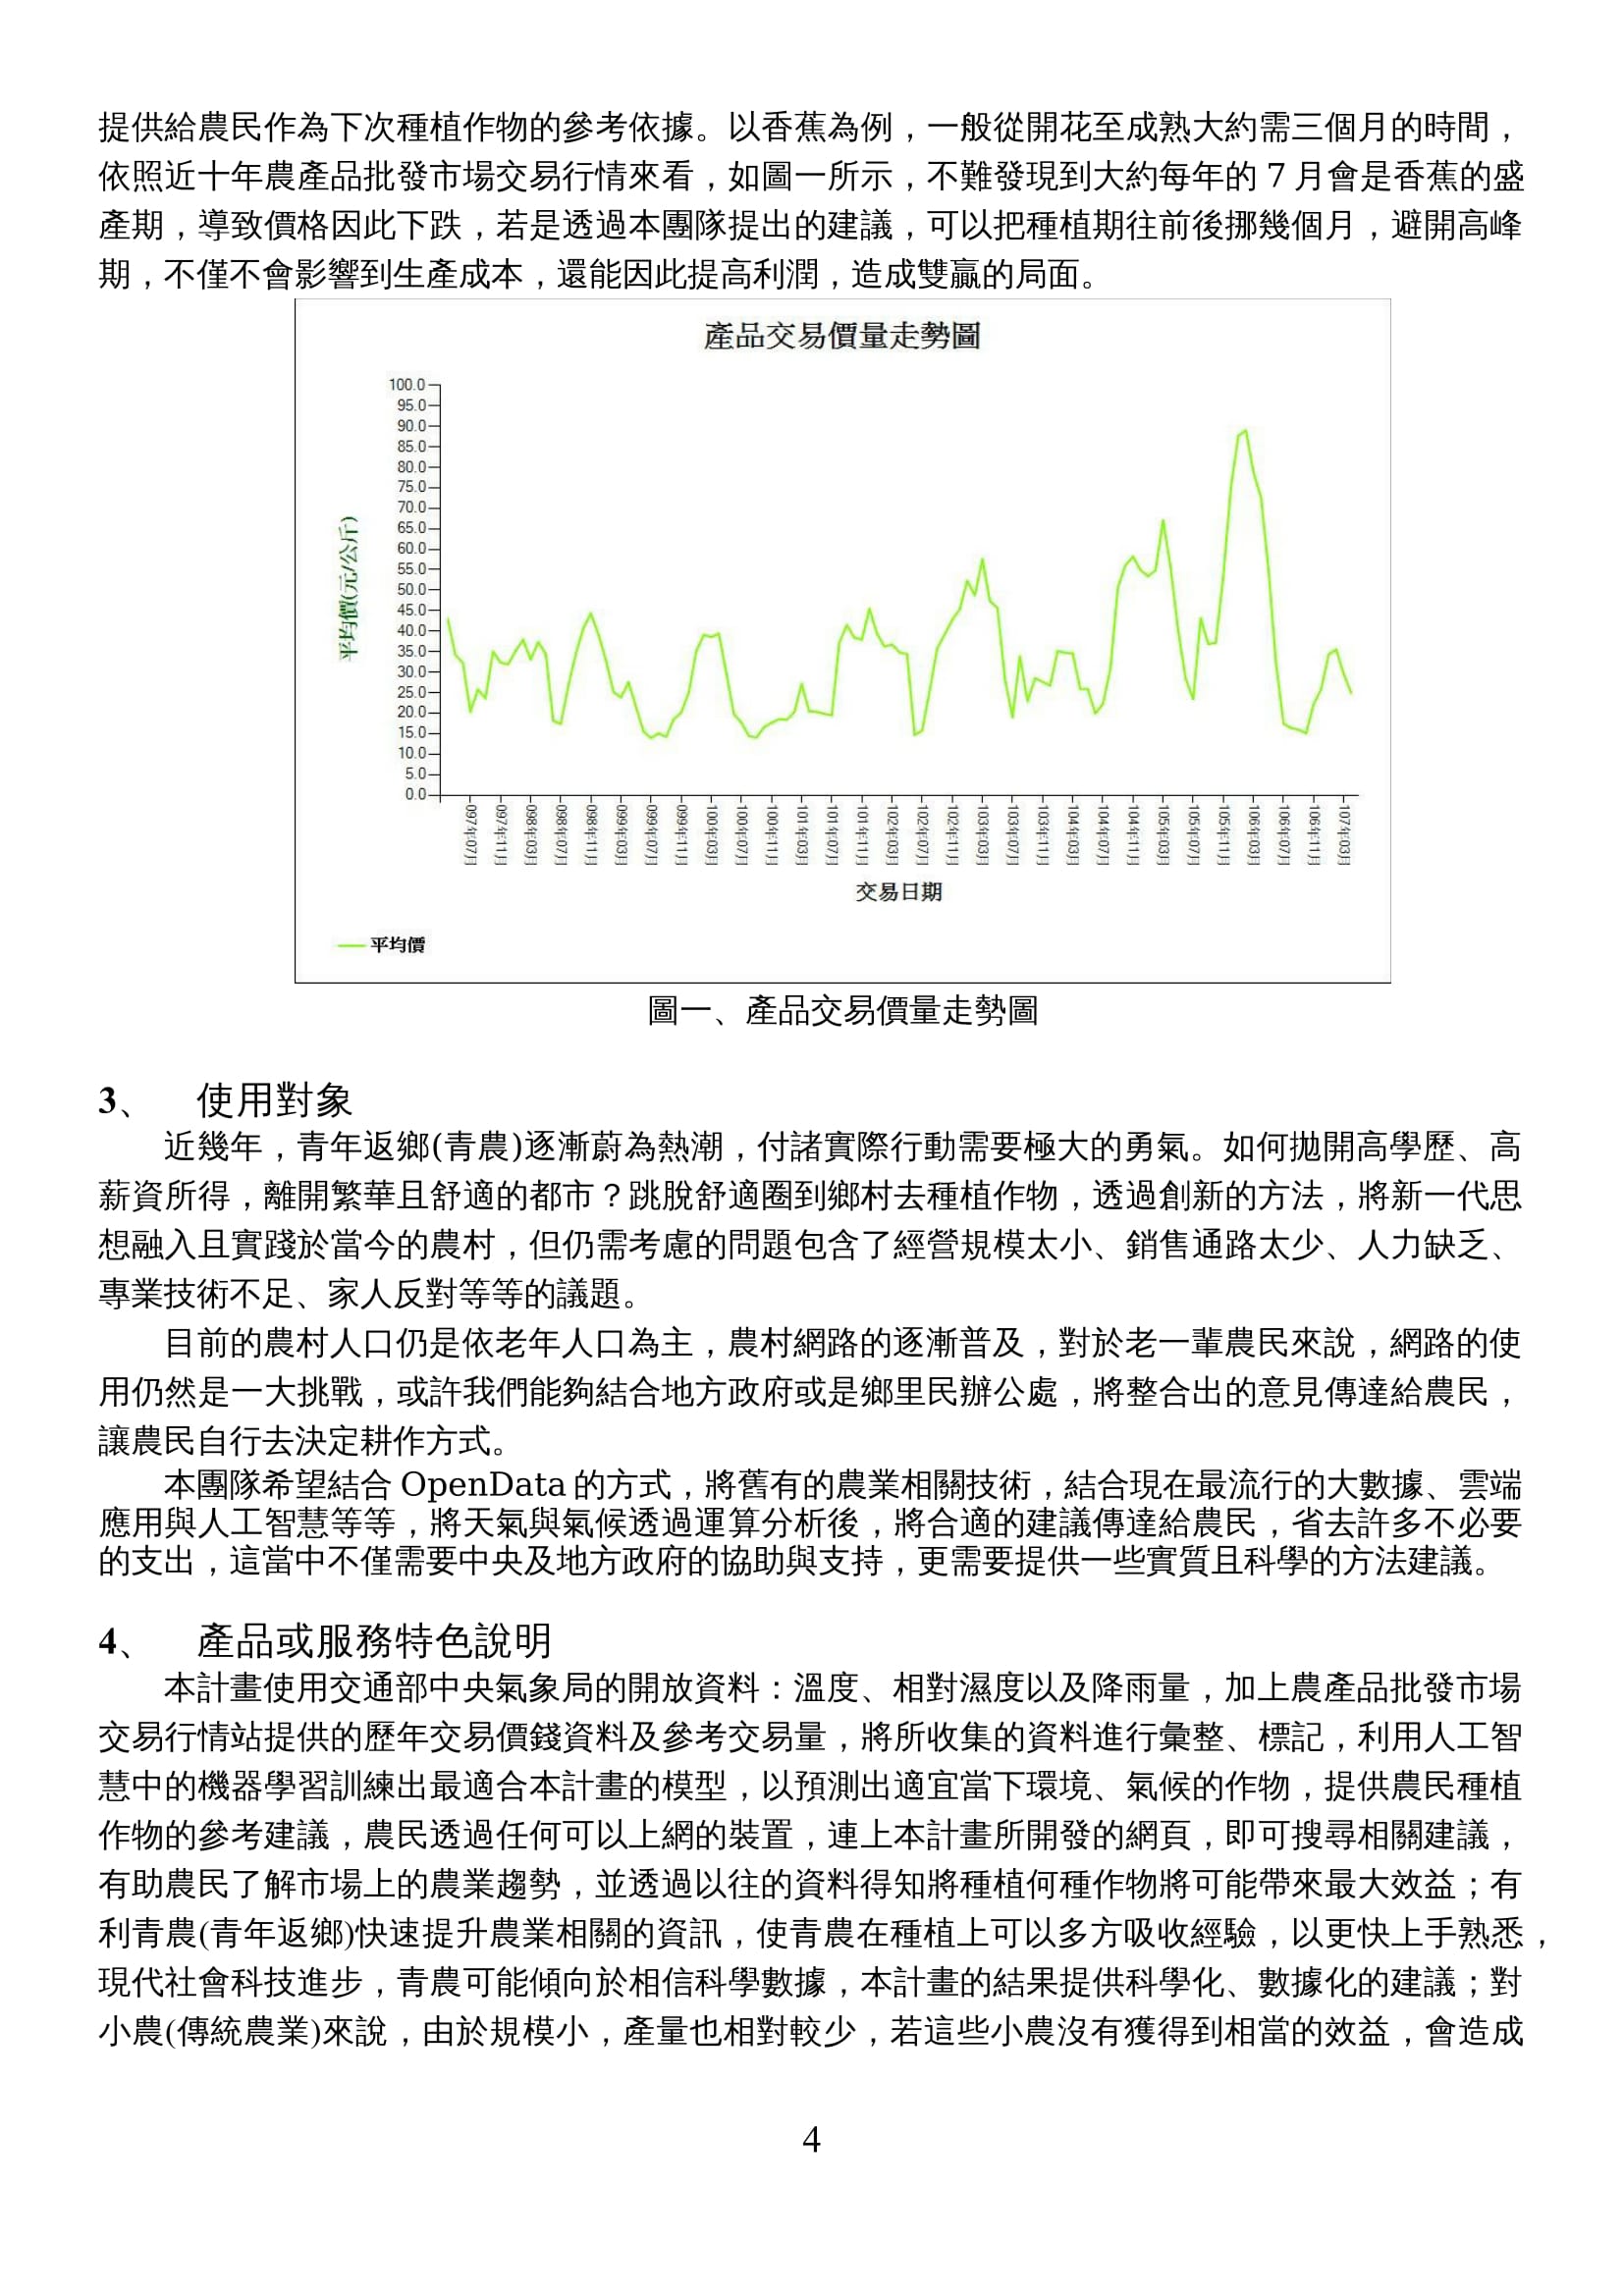 提供給農民作為下次種植作物的參考依據。以香蕉為例，一般從開花至成熟大約需三個月的時間，
依照近十年農產品批發市場交易行情來看，如圖一所示，不難發現到大約每年的 7 月會是香蕉的盛
產期，導致價格因此下跌，若是透過本團隊提出的建議，可以把種植期往前後挪幾個月，避開高峰
期，不僅不會影響到生產成本，還能因此提高利潤，造成雙贏的局面。
產品交易價量走勢圖
100.0
95.0
90.0
85.0
80.0
75.0
70.0
65.0
60.0
55.0
50.0
45.0
40.0
35.0
30.0
25.0
20.0
15.0
10.0
5.0
0.0
平均價(元/公斤)
097年07月
097年11月
098年03月
098年07月
098年11月
099年03月
099年07月
099年11月
100年03月
100年07月
100年11月
101年03月
101年07月
101年11月
102年03月
102年07月
102年11月
103年03月
103年07月
103年11月
104年03月
104年07月
104年11月
105年03月
105年07月
105年11月
106年03月
106年07月
106年11月
107年03月
交易日期
平均價
圖一、產品交易價量走勢圖
3、 使用對象
近幾年，青年返鄉(青農)逐漸蔚為熱潮，付諸實際行動需要極大的勇氣。如何拋開高學歷、高
薪資所得，離開繁華且舒適的都市？跳脫舒適圈到鄉村去種植作物，透過創新的方法，將新一代思
想融入且實踐於當今的農村，但仍需考慮的問題包含了經營規模太小、銷售通路太少、人力缺乏、
專業技術不足、家人反對等等的議題。
目前的農村人口仍是依老年人口為主，農村網路的逐漸普及，對於老一輩農民來說，網路的使
用仍然是一大挑戰，或許我們能夠結合地方政府或是鄉里民辦公處，將整合出的意見傳達給農民，
讓農民自行去決定耕作方式。
本團隊希望結合 OpenData 的方式，將舊有的農業相關技術，結合現在最流行的大數據、雲端
應用與人工智慧等等，將天氣與氣候透過運算分析後，將合適的建議傳達給農民，省去許多不必要
的支出，這當中不僅需要中央及地方政府的協助與支持，更需要提供一些實質且科學的方法建議。
4、 產品或服務特色說明
本計畫使用交通部中央氣象局的開放資料：溫度、相對濕度以及降雨量，加上農產品批發市場
交易行情站提供的歷年交易價錢資料及參考交易量，將所收集的資料進行彙整、標記，利用人工智
慧中的機器學習訓練出最適合本計畫的模型，以預測出適宜當下環境、氣候的作物，提供農民種植
作物的參考建議，農民透過任何可以上網的裝置，連上本計畫所開發的網頁，即可搜尋相關建議，
有助農民了解市場上的農業趨勢，並透過以往的資料得知將種植何種作物將可能帶來最大效益；有
利青農(青年返鄉)快速提升農業相關的資訊，使青農在種植上可以多方吸收經驗，以更快上手熟悉，
現代社會科技進步，青農可能傾向於相信科學數據，本計畫的結果提供科學化、數據化的建議；對
小農(傳統農業)來說，由於規模小，產量也相對較少，若這些小農沒有獲得到相當的效益，會造成
4